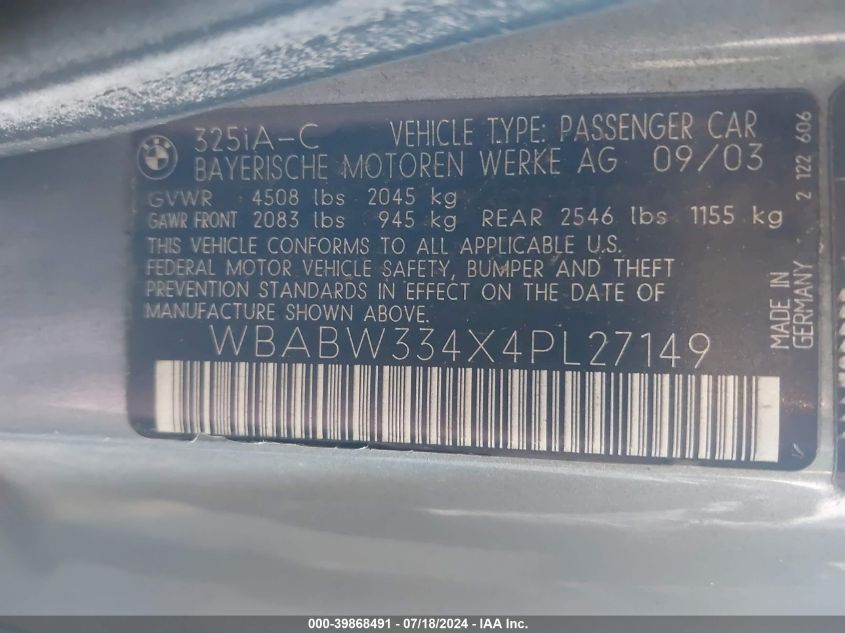 325iA-C VEHICLE TYPE: PASSENGER CAR
BAYERISCHE MOTOREN WERKE AG 09/03
GVWR 4508 lbs 2045 kg
GAWR FRONT 2083 lbs 945 kg REAR 2546 lbs 1155 kg
THIS VEHICLE CONFORMS TO ALL APPLICABLE U.S.
FEDERAL MOTOR VEHICLE SAFETY, BUMPER AND THEFT
PREVENTION STANDARDS IN EFFECT ON THE DATE OF
MANUFACTURE SHOWN ABOVE.
WBABW334X4PL27149
MADE IN
GERMANY
2 122 606
000-39868491 - 07/18/2024 - IAA Inc.